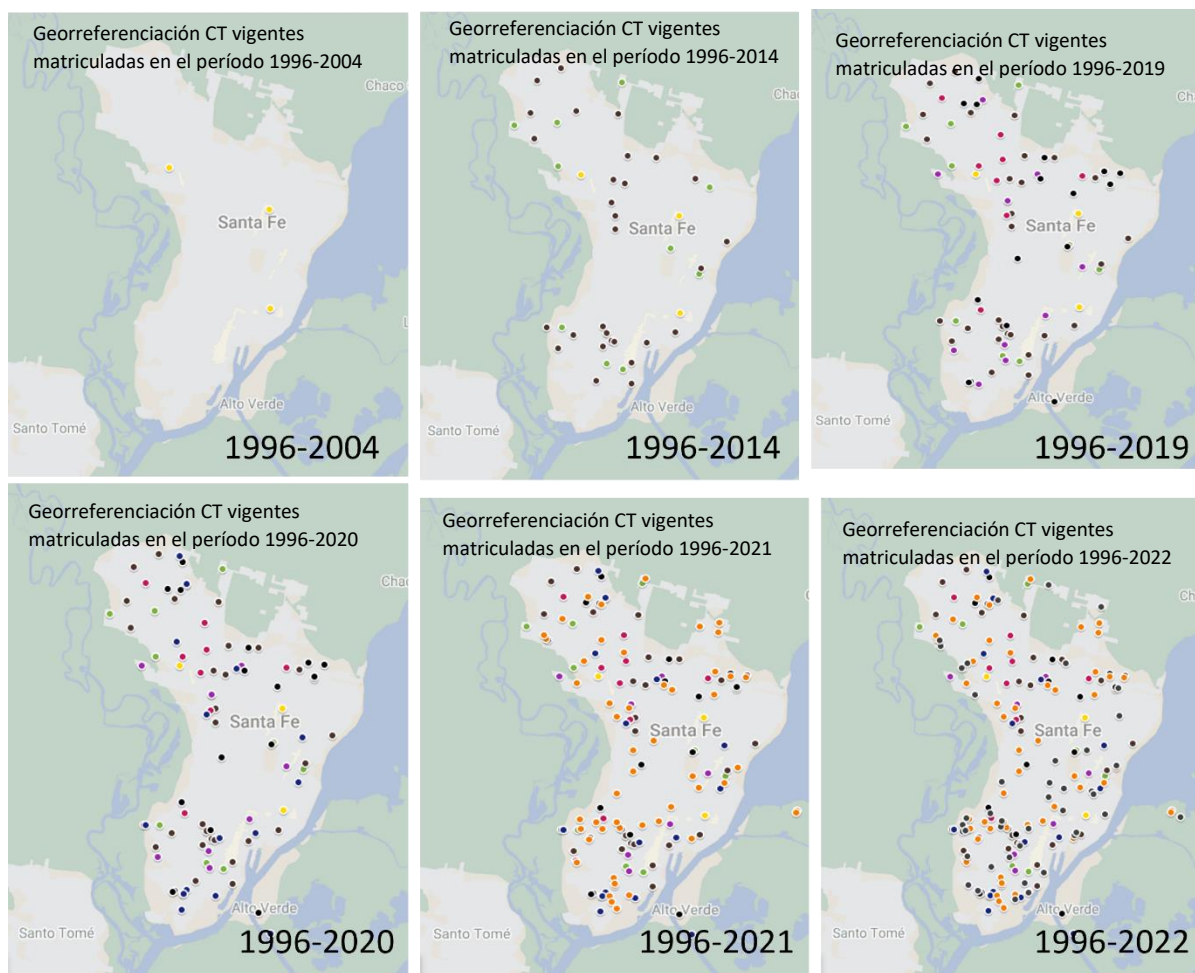 Georreferenciación CT vigentes
matriculadas en el período 1996-2004
Chaco
Santa Fe
Alto Verde
Santo Tomé
1996-2004
Georreferenciación CT vigentes
matriculadas en el período 1996-2014
Chaco
Santa Fe
Alto Verde
Santo Tomé
1996-2014
Georreferenciación CT vigentes
matriculadas en el período 1996-2019
Ch
Santa Fe
Alto Verde
Santo Tomé
1996-2019
Georreferenciación CT vigentes
matriculadas en el período 1996-2020
Chac
Santa Fe
Alto Verde
Santo Tomé
1996-2020
Georreferenciación CT vigentes
matriculadas en el período 1996-2021
Santa Fe
Alto Verde
Santo Tomé
1996-2021
Georreferenciación CT vigentes
matriculadas en el período 1996-2022
Ch
Santa Fe
Alto Verde
Santo Tomé
1996-2022